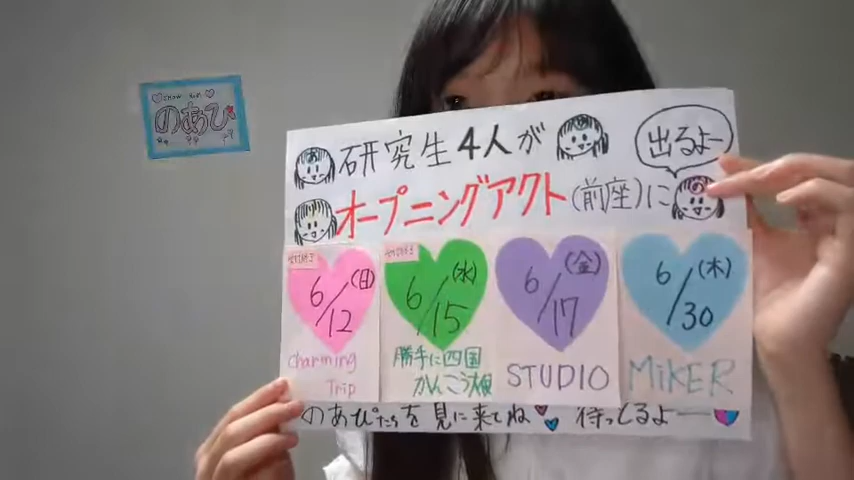 SHOW ROOM
のあぴ
研究生4人が
出るよー
オープニングアクト(前座)に
6/12(日)
Charming
Trip
6/15(水)
勝手に四国
かんこう大使
6/17(金)
STUDIO
6/30(木)
MiKER
のあぴたちを見に来てね 待ってるよー